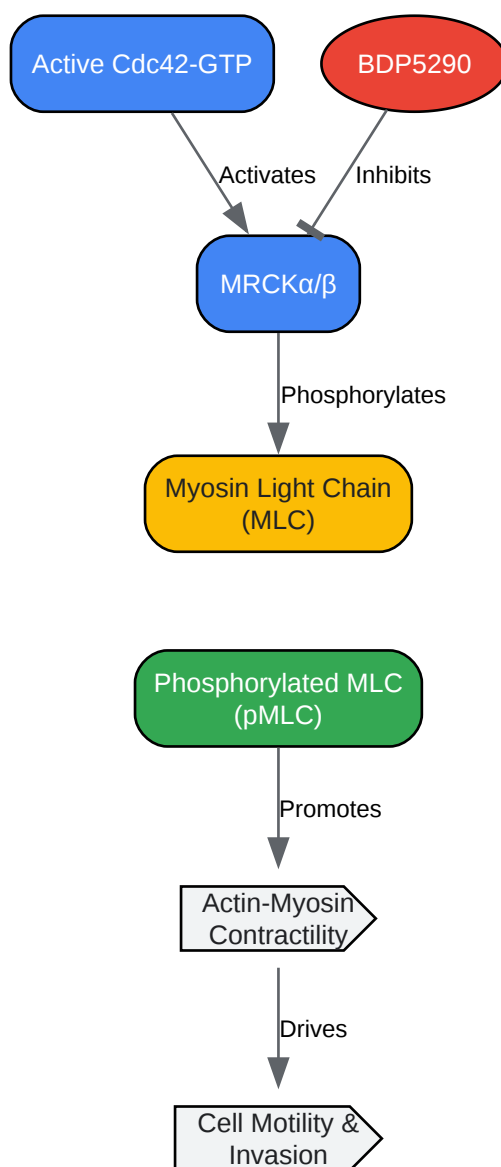 Active Cdc42-GTP
BDP5290
Activates
Inhibits
MRCKα/β
Phosphorylates
Myosin Light Chain
(MLC)
Phosphorylated MLC
(pMLC)
Promotes
Actin-Myosin
Contractility
Drives
Cell Motility &
Invasion